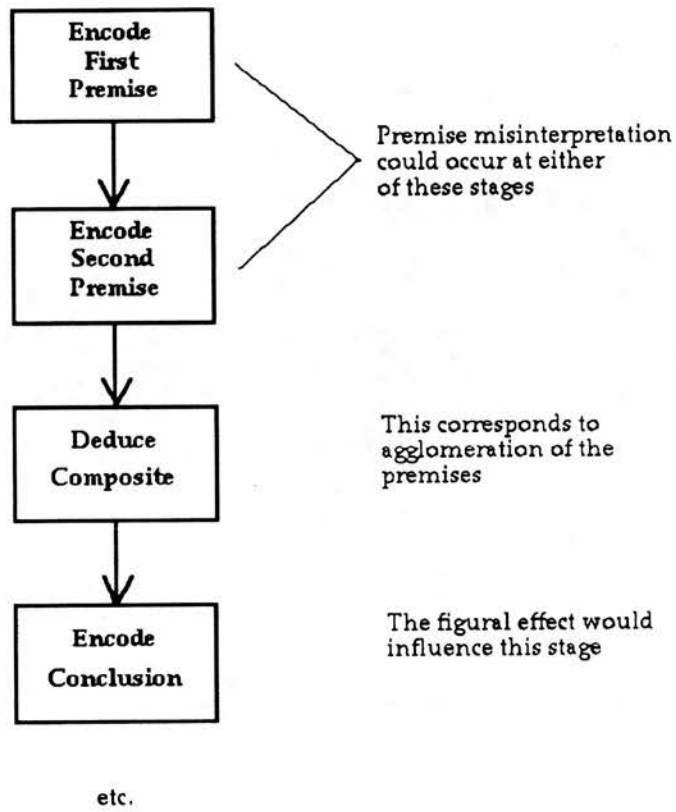 Encode
First
Premise
Premise misinterpretation
could occur at either
of these stages
Encode
Second
Premise
Deduce
Composite
This corresponds to
agglomeration of the
premises
Encode
Conclusion
The figural effect would
influence this stage
etc.